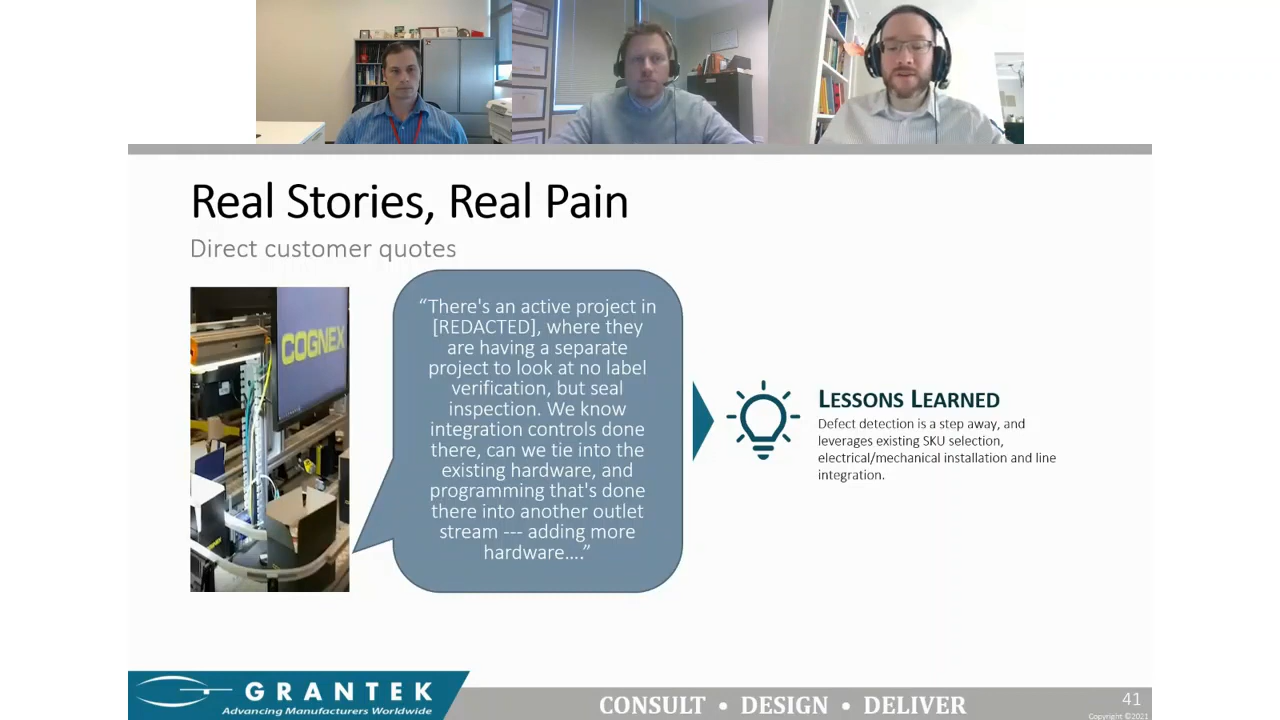 Real Stories, Real Pain
Direct customer quotes
COGNEX
“There's an active project in
[REDACTED], where they
are having a separate
project to look at no label
verification, but seal
inspection. We know
integration controls done
there, can we tie into the
existing hardware, and
programming that's done
there into another outlet
stream --- adding more
hardware....”
LESSONS LEARNED
Defect detection is a step away, and
leverages existing SKU selection,
electrical/mechanical installation and line
integration.
GRANTEK
Advancing Manufacturers Worldwide
CONSULT • DESIGN • DELIVER
41
Copyright ©2021